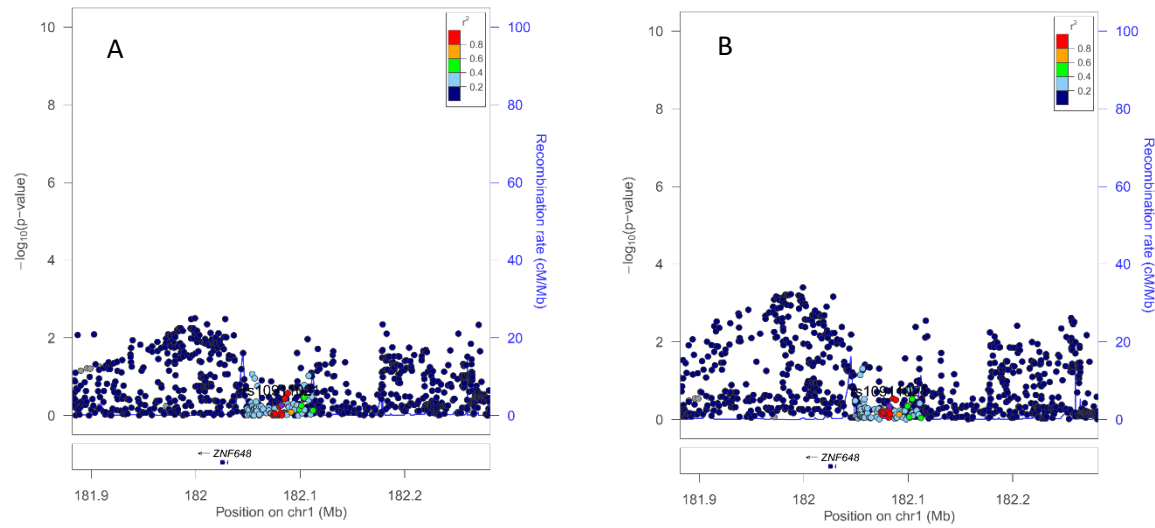 A
r²
0.8
0.6
0.4
0.2
10
8
6
4
2
0
−log₁₀(p−value)
100
80
60
40
20
0
Recombination rate (cM/Mb)
← ZNF648
181.9 182 182.1 182.2
Position on chr1 (Mb)
B
r²
0.8
0.6
0.4
0.2
10
8
6
4
2
0
−log₁₀(p−value)
100
80
60
40
20
0
Recombination rate (cM/Mb)
← ZNF648
181.9 182 182.1 182.2
Position on chr1 (Mb)